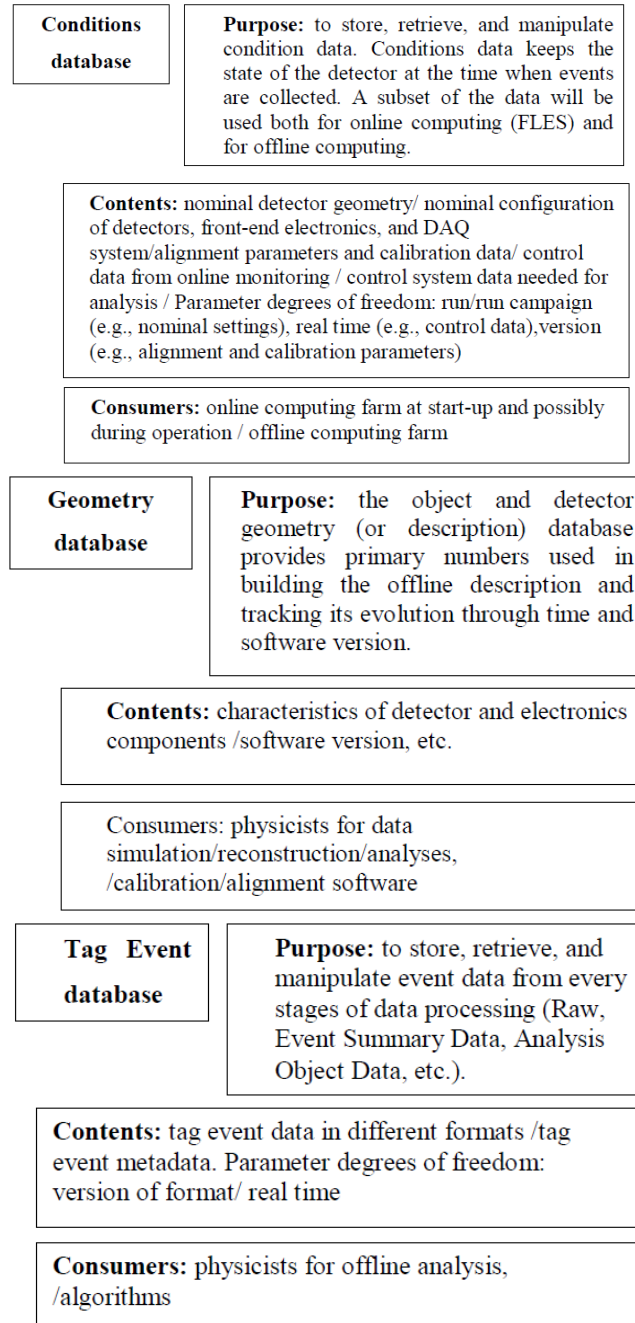 Conditions
database
Purpose: to store, retrieve, and manipulate
condition data. Conditions data keeps the
state of the detector at the time when events
are collected. A subset of the data will be
used both for online computing (FLES) and
for offline computing.
Contents: nominal detector geometry/ nominal configuration
of detectors, front-end electronics, and DAQ
system/alignment parameters and calibration data/ control
data from online monitoring / control system data needed for
analysis / Parameter degrees of freedom: run/run campaign
(e.g., nominal settings), real time (e.g., control data),version
(e.g., alignment and calibration parameters)
Consumers: online computing farm at start-up and possibly
during operation / offline computing farm
Geometry
database
Purpose: the object and detector
geometry (or description) database
provides primary numbers used in
building the offline description and
tracking its evolution through time and
software version.
Contents: characteristics of detector and electronics
components /software version, etc.
Consumers: physicists for data
simulation/reconstruction/analyses,
/calibration/alignment software
Tag Event
database
Purpose: to store, retrieve, and
manipulate event data from every
stages of data processing (Raw,
Event Summary Data, Analysis
Object Data, etc.).
Contents: tag event data in different formats /tag
event metadata. Parameter degrees of freedom:
version of format/ real time
Consumers: physicists for offline analysis,
/algorithms